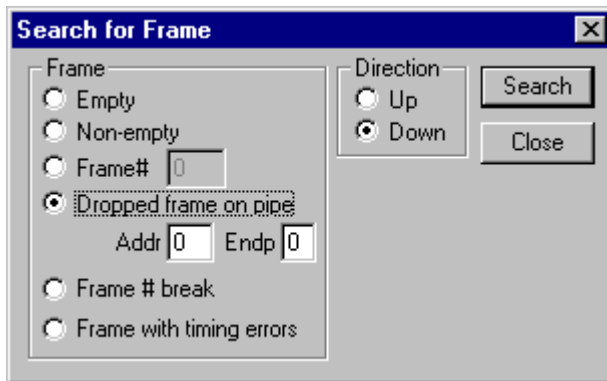 Search for Frame
Frame
Empty
Non-empty
Frame# 0
Dropped frame on pipe
Addr 0 Endp 0
Frame # break
Frame with timing errors
Direction
Up
Down
Search
Close